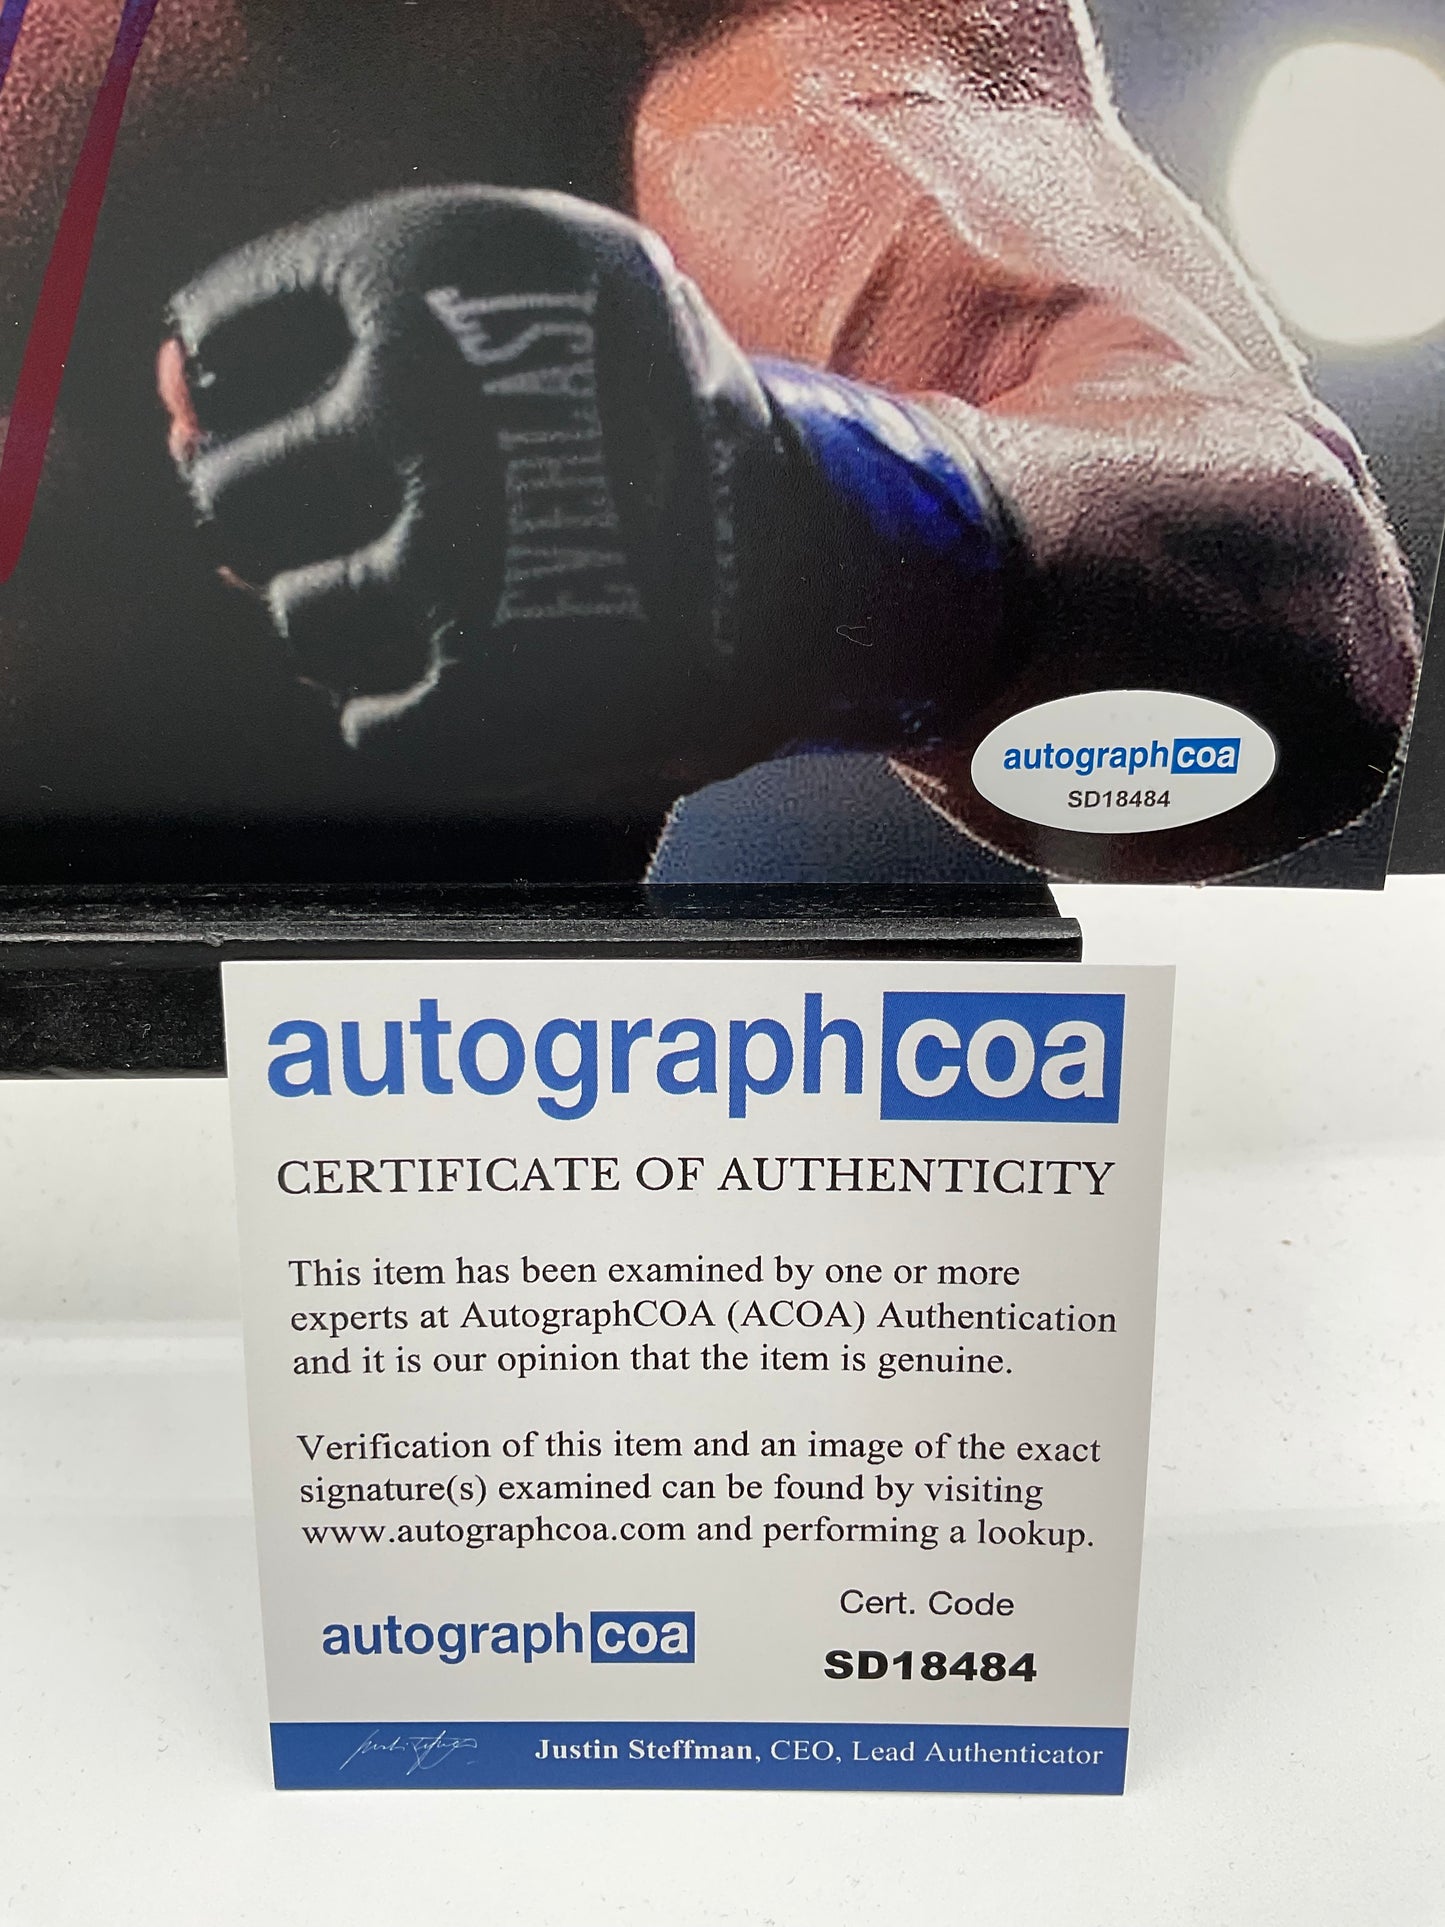 EVERLAST
autographcoa
SD18484
autographcoa
CERTIFICATE OF AUTHENTICITY
This item has been examined by one or more
experts at AutographCOA (ACOA) Authentication
and it is our opinion that the item is genuine.
Verification of this item and an image of the exact
signature(s) examined can be found by visiting
www.autographcoa.com and performing a lookup.
Cert. Code
autographcoa
SD18484
Justin Steffman, CEO, Lead Authenticator